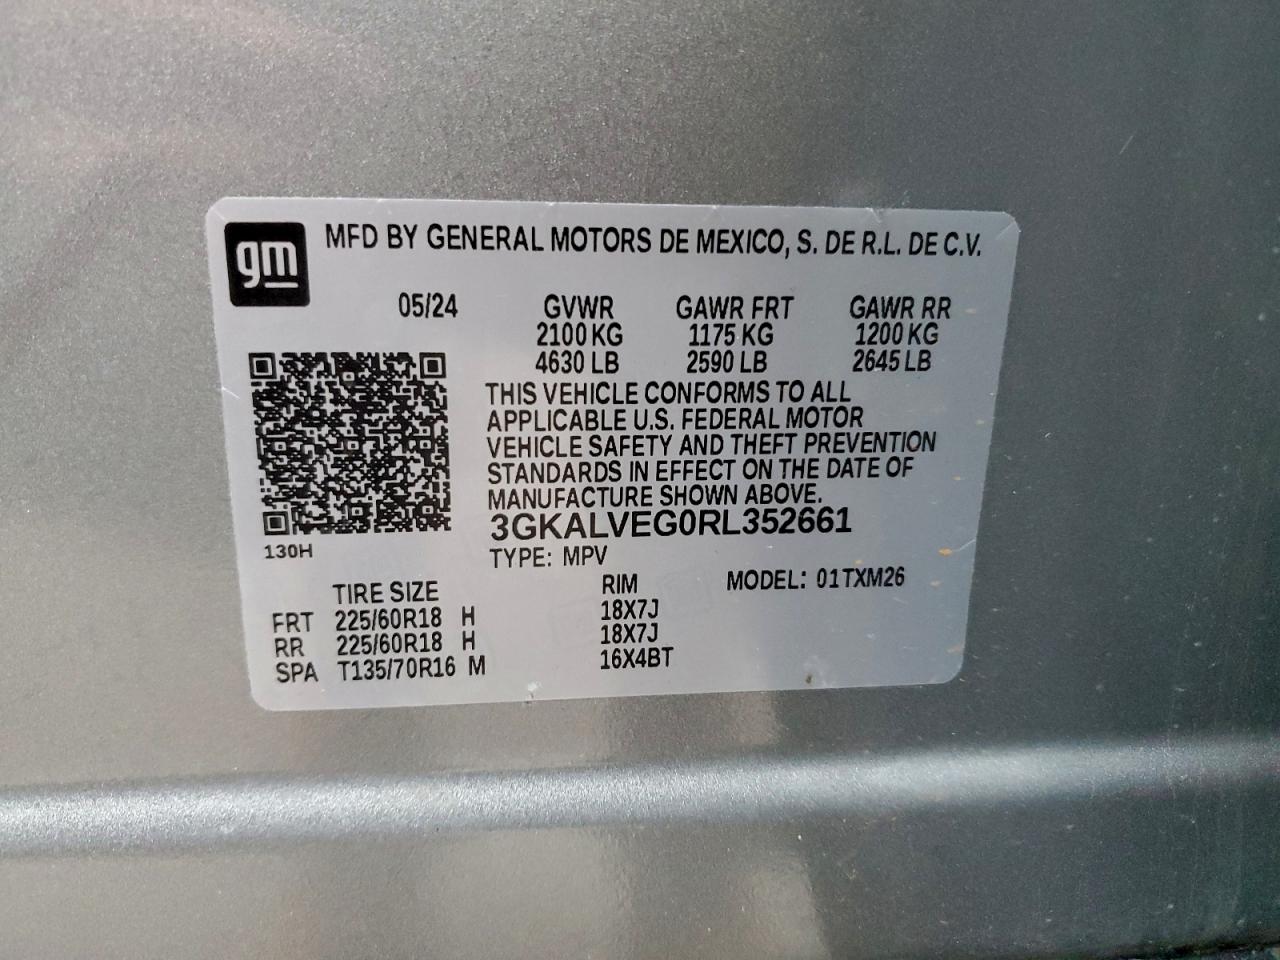 gm
MFD BY GENERAL MOTORS DE MEXICO, S. DE R.L. DE C.V.
05/24 GVWR GAWR FRT GAWR RR
2100 KG 1175 KG 1200 KG
4630 LB 2590 LB 2645 LB
THIS VEHICLE CONFORMS TO ALL
APPLICABLE U.S. FEDERAL MOTOR
VEHICLE SAFETY AND THEFT PREVENTION
STANDARDS IN EFFECT ON THE DATE OF
MANUFACTURE SHOWN ABOVE.
3GKALVEG0RL352661
130H
TYPE: MPV
TIRE SIZE RIM MODEL: 01TXM26
FRT 225/60R18 H 18X7J
RR 225/60R18 H 18X7J
SPA T135/70R16 M 16X4BT